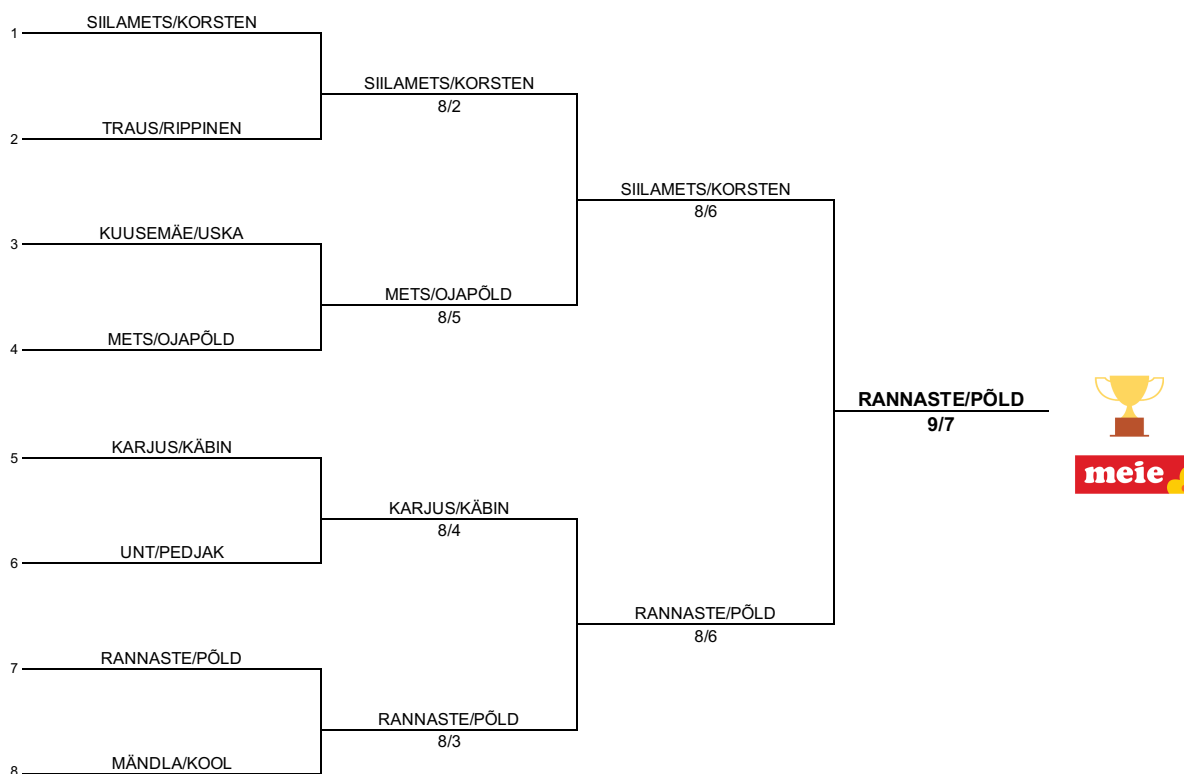 SIILAMETS/KORSTEN
1
SIILAMETS/KORSTEN
8/2
TRAUS/RIPPINEN
2
SIILAMETS/KORSTEN
8/6
KUUSEMÄE/USKA
3
METS/OJAPÕLD
8/5
METS/OJAPÕLD
4
RANNASTE/PÕLD
9/7
meie
KARJUS/KÄBIN
5
KARJUS/KÄBIN
8/4
UNT/PEDJAK
6
RANNASTE/PÕLD
8/6
RANNASTE/PÕLD
7
RANNASTE/PÕLD
8/3
MÄNDLA/KOOL
8